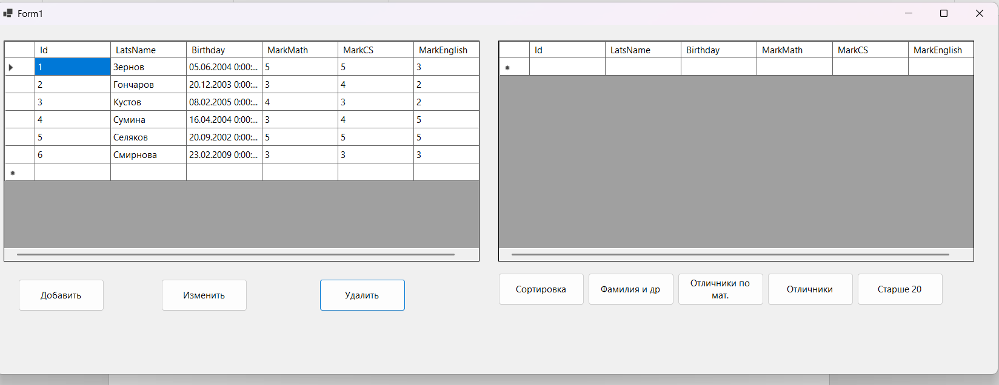 Form1
Id LatsName Birthday MarkMath MarkCS MarkEnglish
1 Зернов 05.06.2004 0:00:... 5 5 3
2 Гончаров 20.12.2003 0:00:... 3 4 2
3 Кустов 08.02.2005 0:00:... 4 3 2
4 Сумина 16.04.2004 0:00:... 3 4 5
5 Селяков 20.09.2002 0:00:... 5 5 5
6 Смирнова 23.02.2009 0:00:... 3 3 3
Id LatsName Birthday MarkMath MarkCS MarkEnglish
Добавить Изменить Удалить
Сортировка Фамилия и др
Отличники по
мат.
Отличники Старше 20